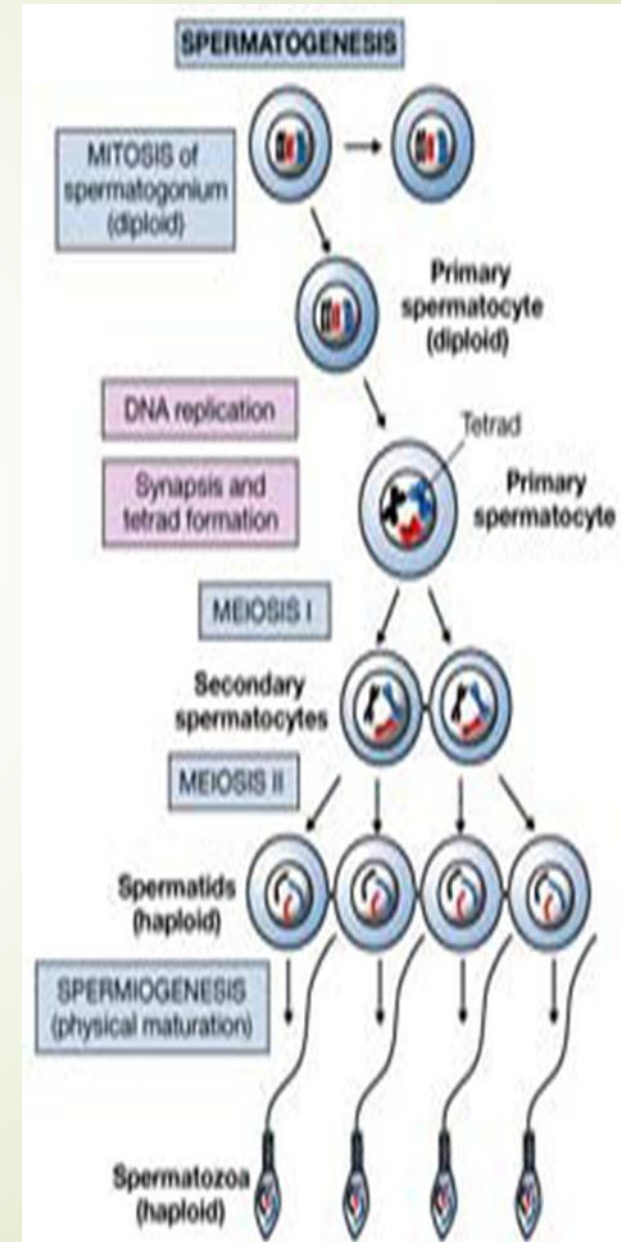 SPERMATOGENESIS
MITOSIS of
spermatogonium
(diploid)
Primary
spermatocyte
(diploid)
DNA replication
Tetrad
Synapsis and
tetrad formation
Primary
spermatocyte
MEIOSIS I
Secondary
spermatocytes
MEIOSIS II
Spermatids
(haploid)
SPERMIOGENESIS
(physical maturation)
Spermatozoa
(haploid)